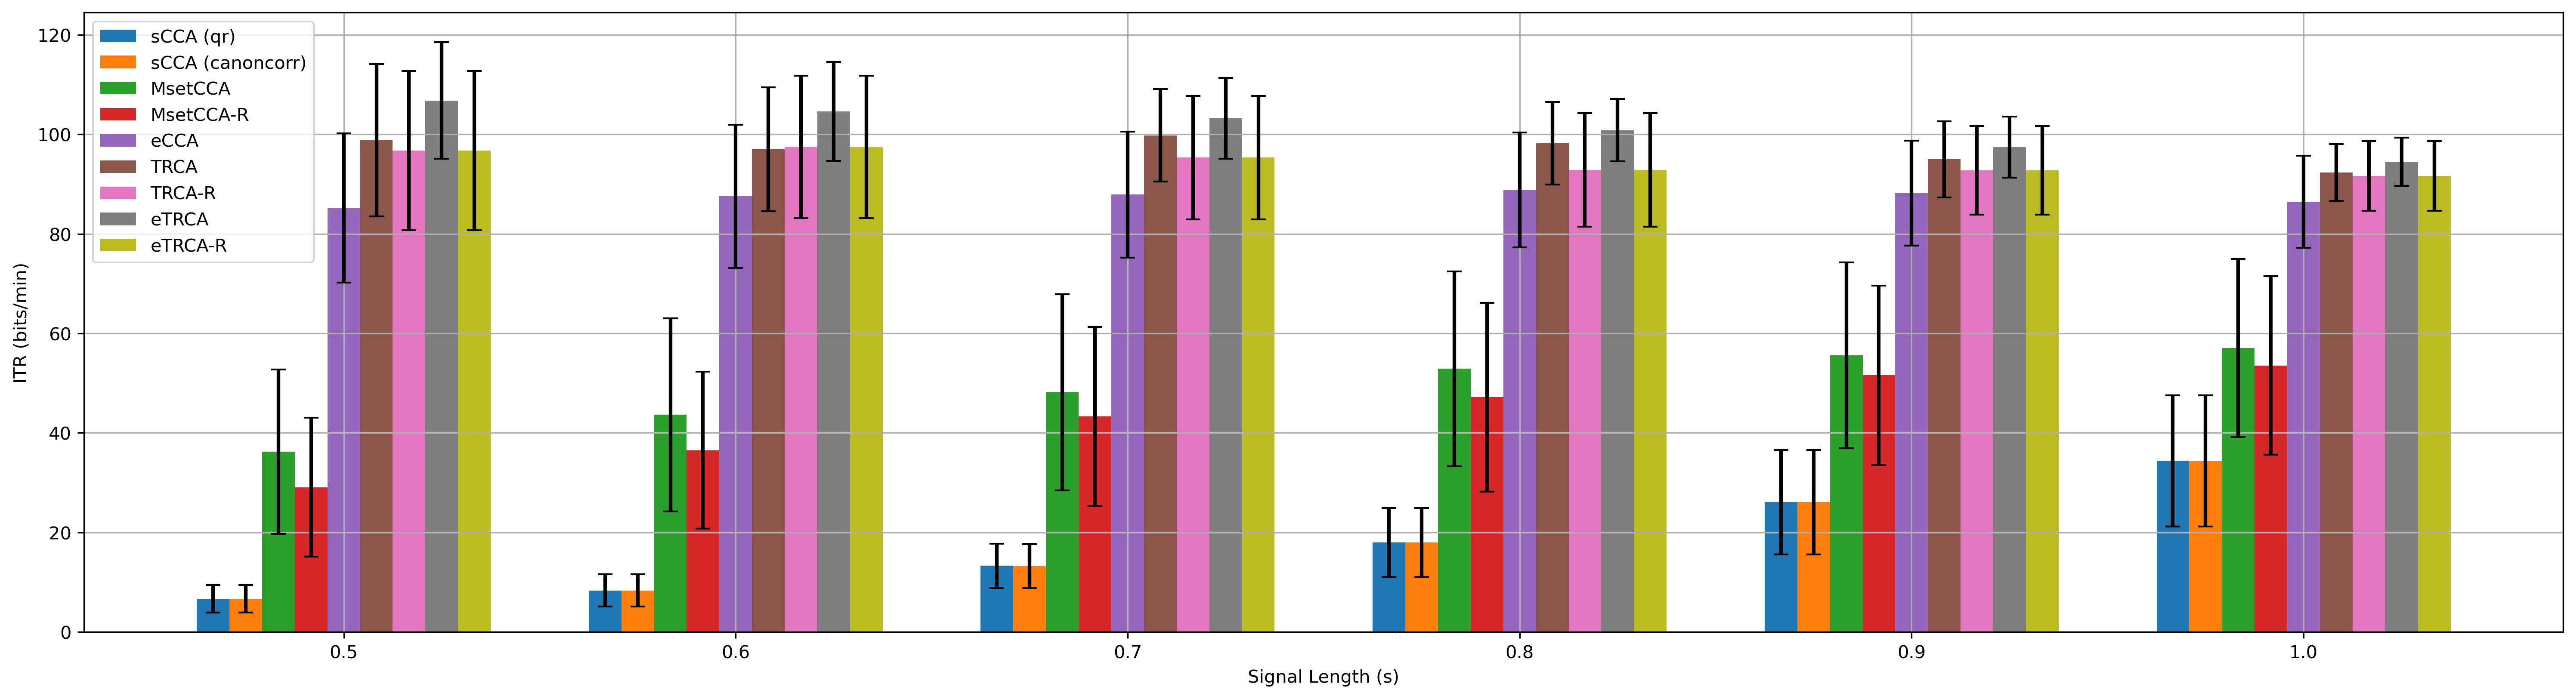 120
100
80
60
40
20
0
ITR (bits/min)
sCCA (qr)
sCCA (canoncorr)
MsetCCA
MsetCCA-R
eCCA
TRCA
TRCA-R
eTRCA
eTRCA-R
0.5 0.6 0.7 0.8 0.9 1.0
Signal Length (s)